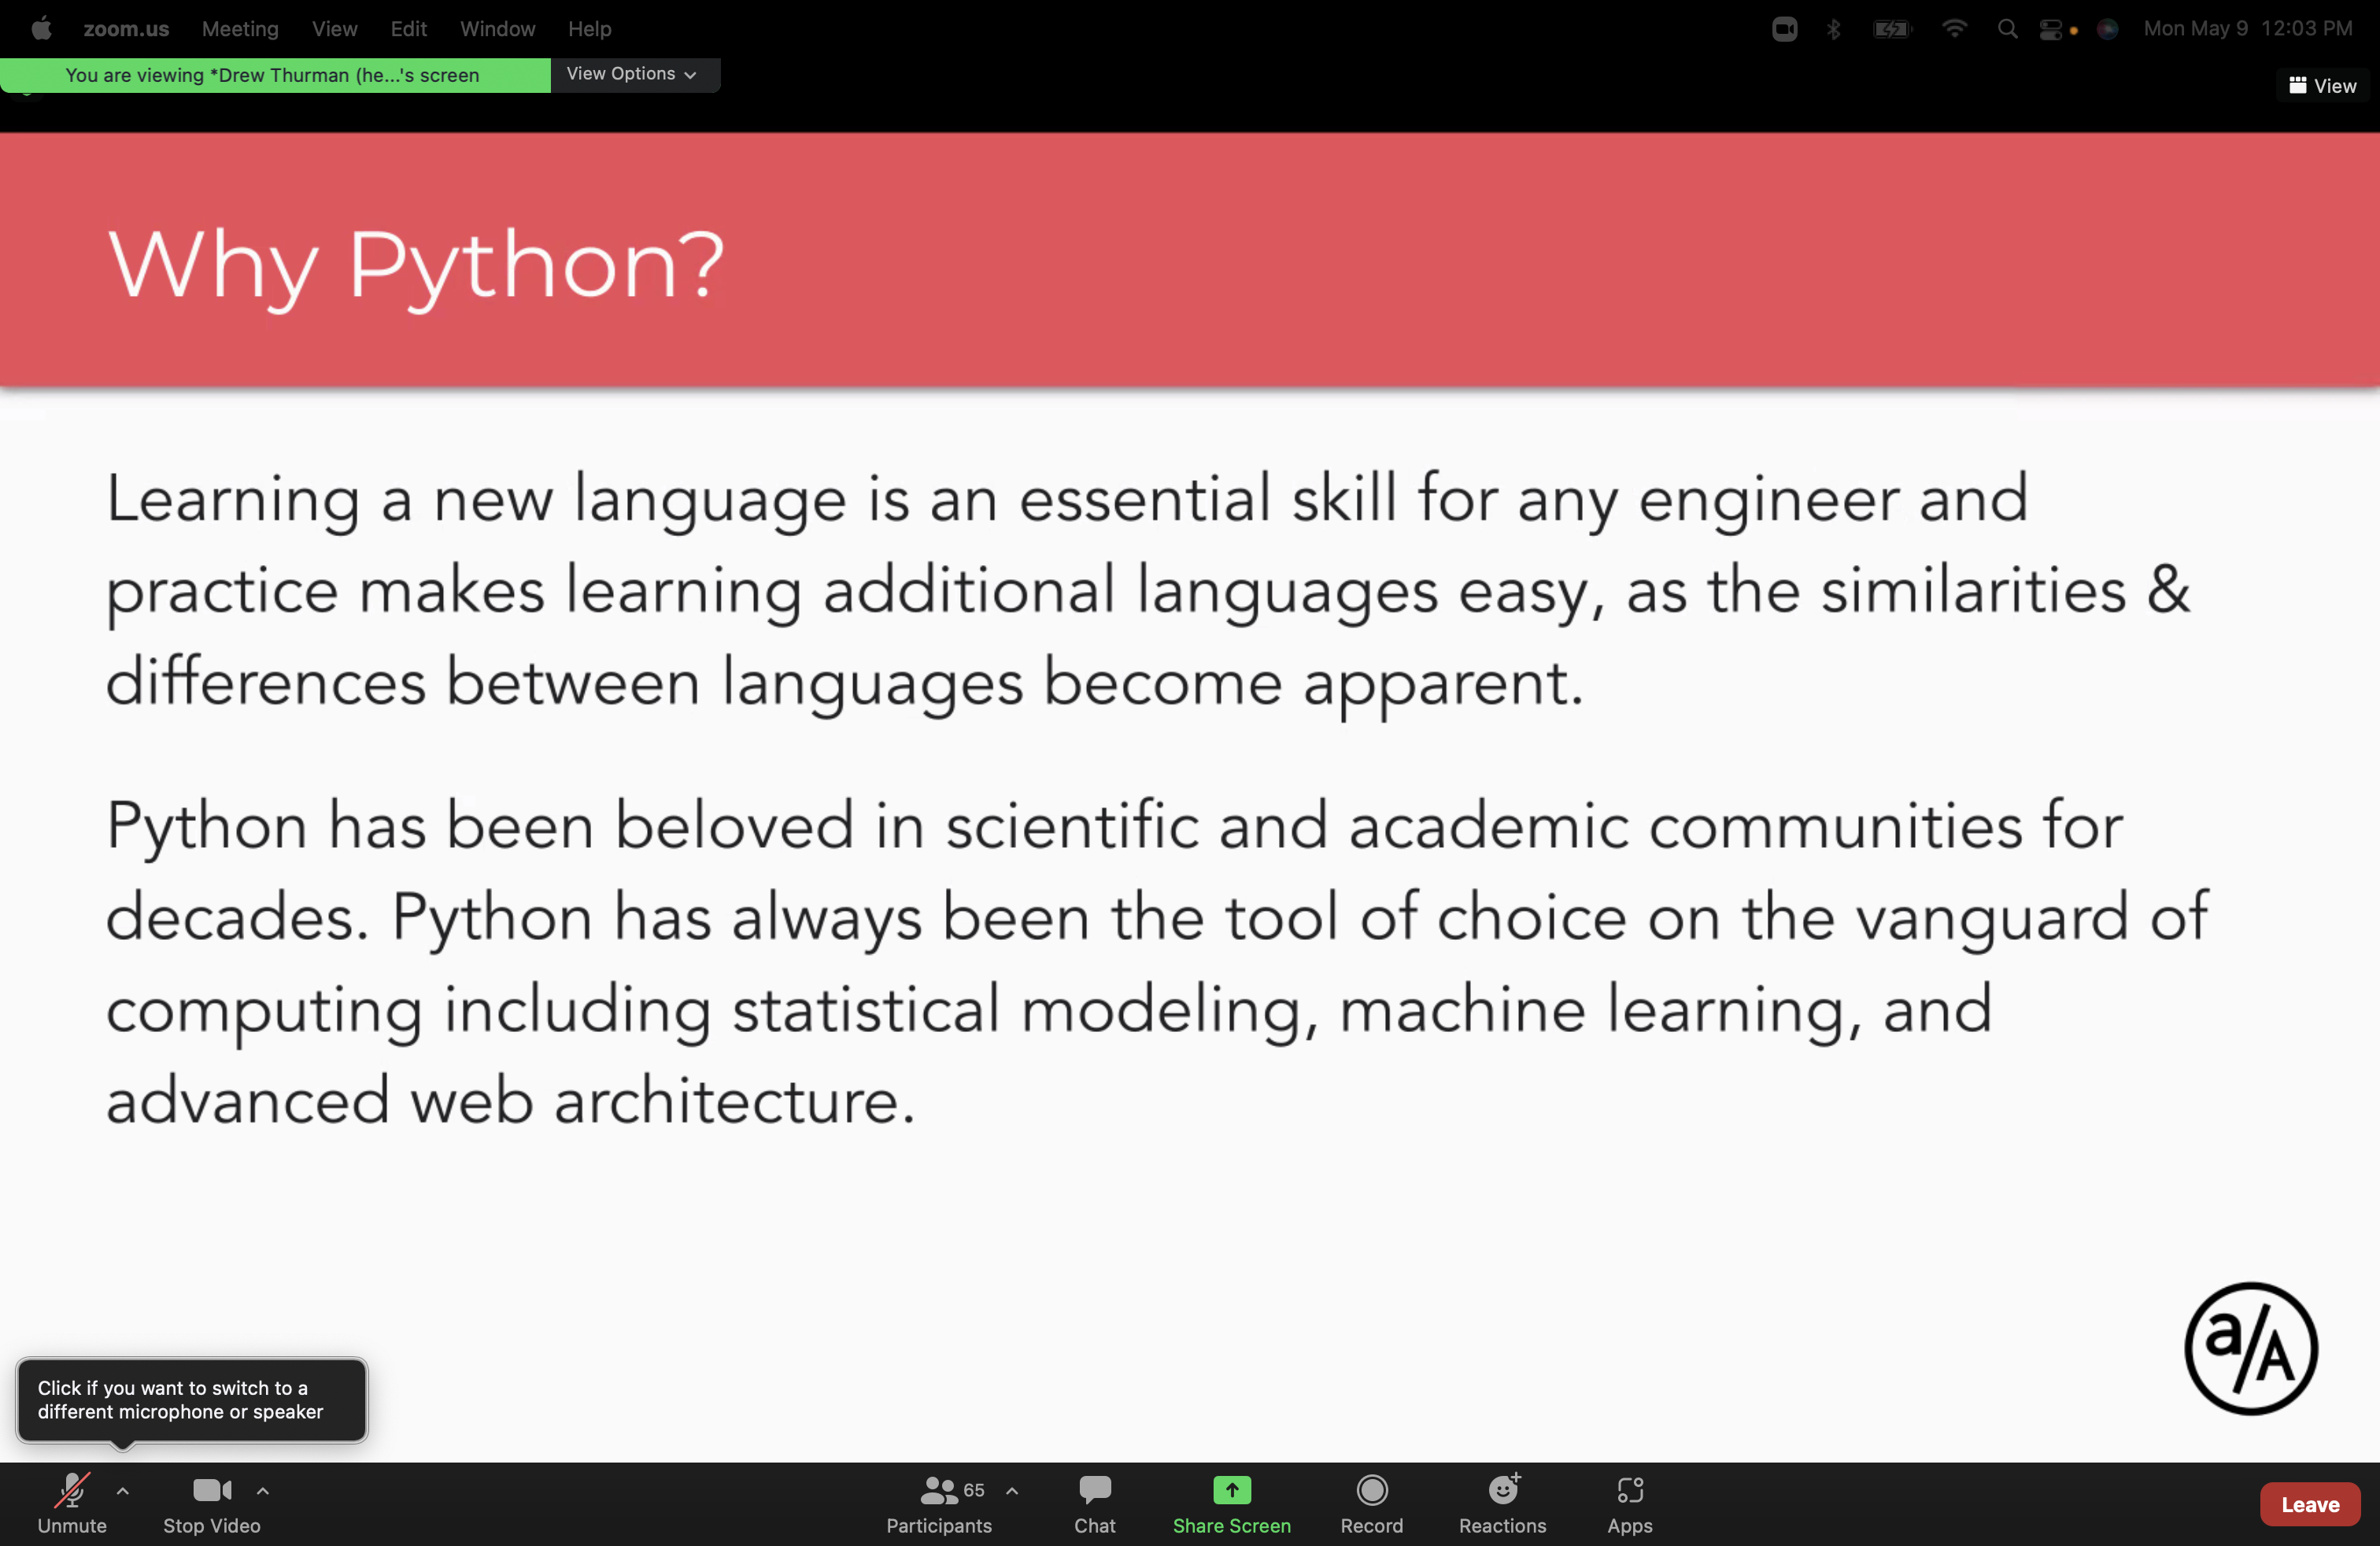 zoom.us Meeting View Edit Window Help Mon May 9 12:03 PM
You are viewing *Drew Thurman (he...'s screen View Options
View
Why Python?
Learning a new language is an essential skill for any engineer and
practice makes learning additional languages easy, as the similarities &
differences between languages become apparent.
Python has been beloved in scientific and academic communities for
decades. Python has always been the tool of choice on the vanguard of
computing including statistical modeling, machine learning, and
advanced web architecture.
a/A
Click if you want to switch to a
different microphone or speaker
65
Unmute Stop Video Participants Chat Share Screen Record Reactions Apps Leave